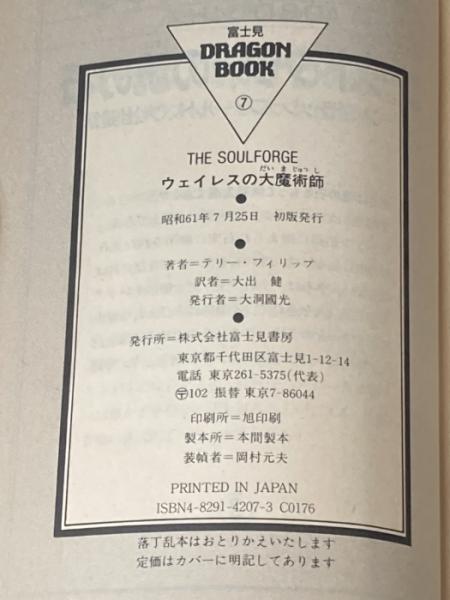 富士見
DRAGON
BOOK
⑦
THE SOULFORGE
だい ま じゅつ し
ウェイレスの大魔術師
●
昭和61年7月25日 初版発行
●
著者=テリー・フィリップ
訳者=大出 健
発行者=大洞國光
●
発行所=株式会社富士見書房
東京都千代田区富士見1-12-14
電話 東京261-5375(代表)
〶102 振替 東京7-86044
印刷所=旭印刷
製本所=本間製本
装幀者=岡村元夫
PRINTED IN JAPAN
ISBN4-8291-4207-3 C0176
落丁乱本はおとりかえいたします
定価はカバーに明記してあります